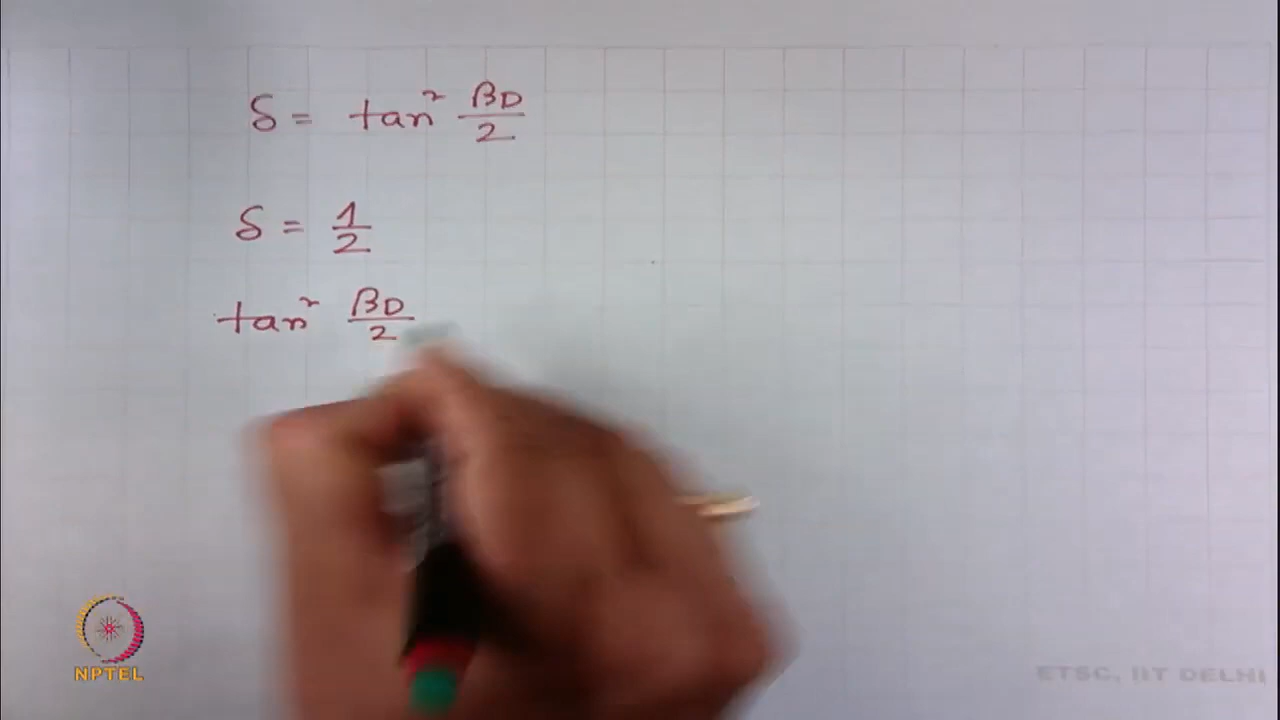 δ = tan² βD/2
δ = 1/2
tan² βD/2
NPTEL
ETSC, IIT DELHI